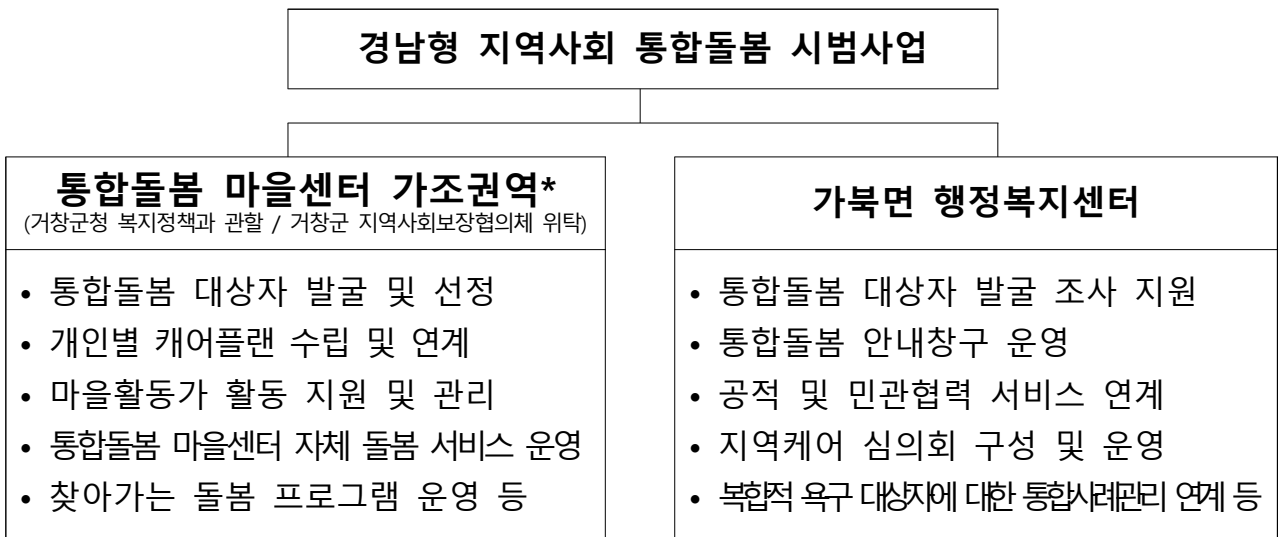 경남형 지역사회 통합돌봄 시범사업
통합돌봄 마을센터 가조권역*
(거창군청 복지정책과 관할 / 거창군 지역사회보장협의체 위탁)
• 통합돌봄 대상자 발굴 및 선정
• 개인별 캐어플랜 수립 및 연계
• 마을활동가 활동 지원 및 관리
• 통합돌봄 마을센터 자체 돌봄 서비스 운영
• 찾아가는 돌봄 프로그램 운영 등
가북면 행정복지센터
• 통합돌봄 대상자 발굴 조사 지원
• 통합돌봄 안내창구 운영
• 공적 및 민관협력 서비스 연계
• 지역케어 심의회 구성 및 운영
• 복합적 욕구 대상자에 대한 통합사례관리 연계 등